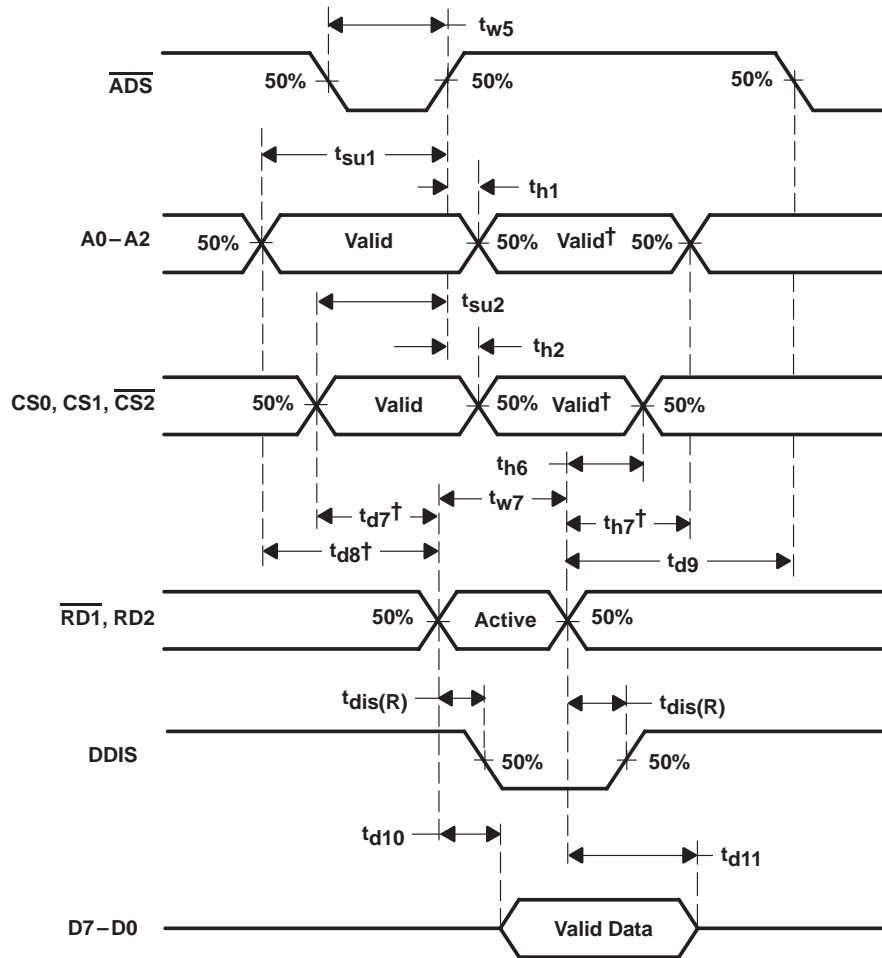 tw5
ADS 50% 50% 50%
tsu1
th1
A0–A2 50% Valid 50% Valid† 50%
tsu2
th2
CS0, CS1, CS2 50% Valid 50% Valid† 50%
th6
tw7
td7† th7†
td8† td9
RD1, RD2 50% Active 50%
tdis(R) tdis(R)
DDIS 50% 50%
td10 td11
D7–D0 Valid Data